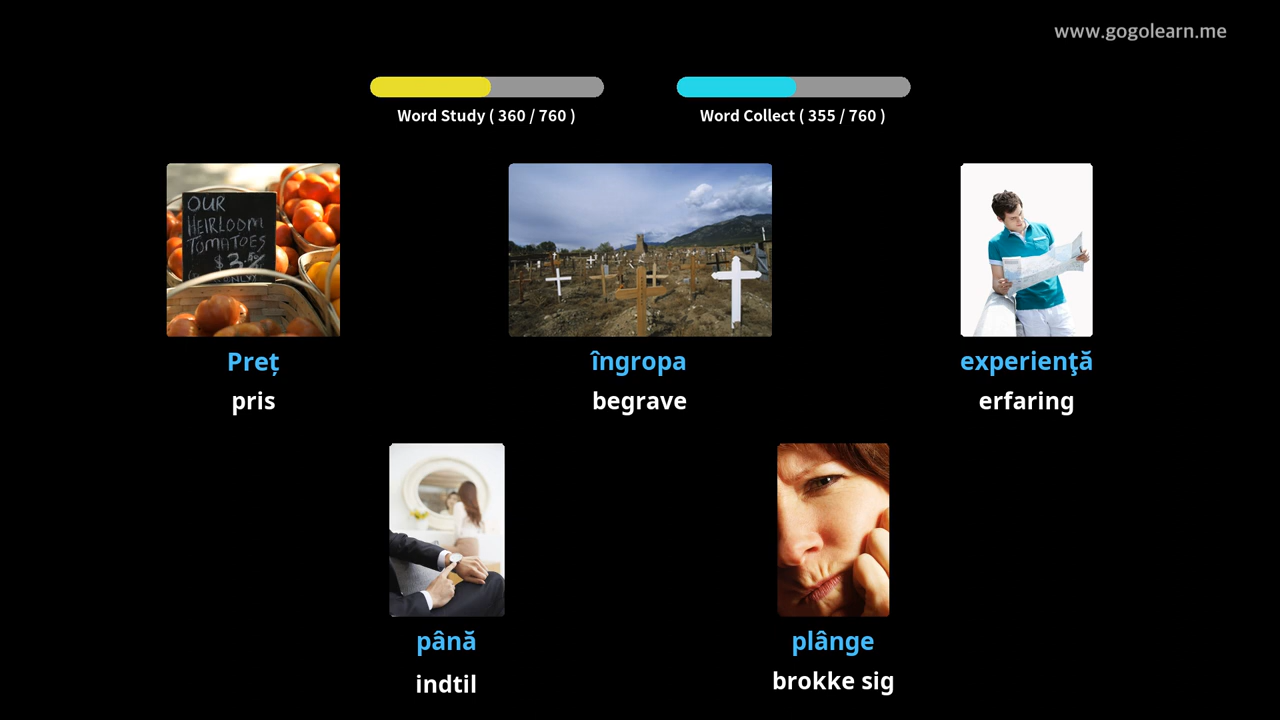 www.gogolearn.me
Word Study ( 360 / 760 )
Word Collect ( 355 / 760 )
OUR
HEIRLOOM
TOMATOES
Preț
pris
îngropa
begrave
experienţă
erfaring
până
indtil
plânge
brokke sig